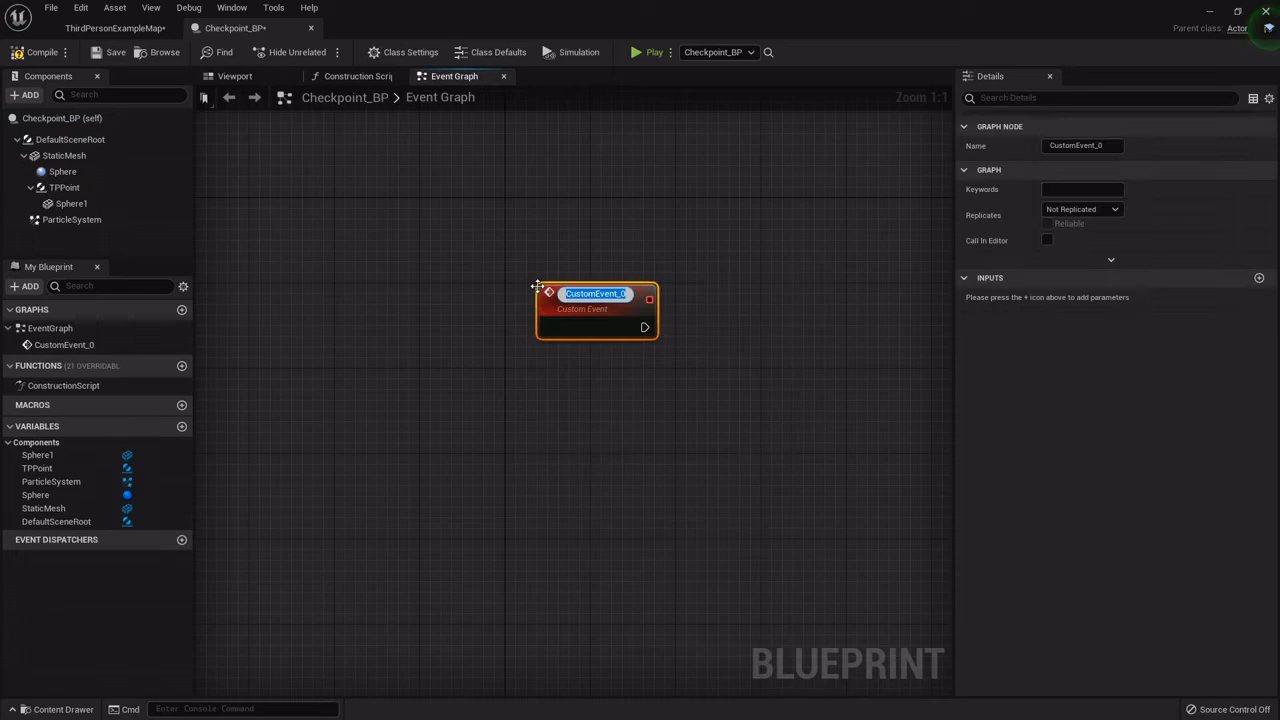 File Edit Asset View Debug Window Tools Help
ThirdPersonExampleMap•
Checkpoint_BP•
Parent class: Actor
Compile
Save
Browse
Find
Hide Unrelated
Class Settings
Class Defaults
Simulation
Play
Checkpoint_BP
Components
Viewport
Construction Scrip
Event Graph
Details
ADD
Search
Checkpoint_BP > Event Graph
Zoom 1:1
Search Details
Checkpoint_BP (self)
DefaultSceneRoot
StaticMesh
Sphere
TPPoint
Sphere1
ParticleSystem
GRAPH NODE
Name
CustomEvent_0
GRAPH
Keywords
Replicates
Not Replicated
Reliable
Call In Editor
INPUTS
Please press the + icon above to add parameters
My Blueprint
ADD
Search
GRAPHS
EventGraph
CustomEvent_0
FUNCTIONS (21 OVERRIDABL
ConstructionScript
MACROS
VARIABLES
Components
Sphere1
TPPoint
ParticleSystem
Sphere
StaticMesh
DefaultSceneRoot
EVENT DISPATCHERS
CustomEvent_0
Custom Event
BLUEPRINT
Content Drawer
Cmd
Enter Console Command
Source Control Off